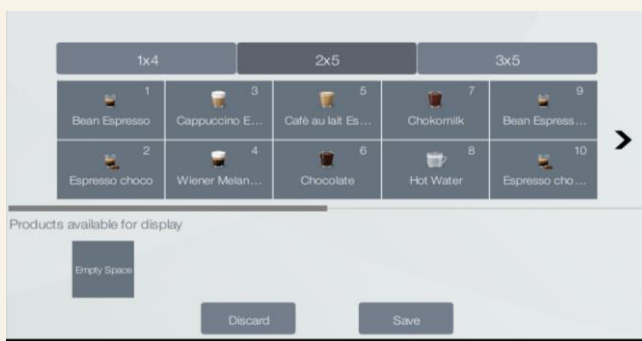 1x4 2x5 3x5
1 3 5 7 9
Bean Espresso Cappuccino E... Café au lait Es... Chokomilk Bean Espress...
2 4 6 8 10
Espresso choco Wiener Melan... Chocolate Hot Water Espresso cho...
Products available for display
Empty Space
Discard Save